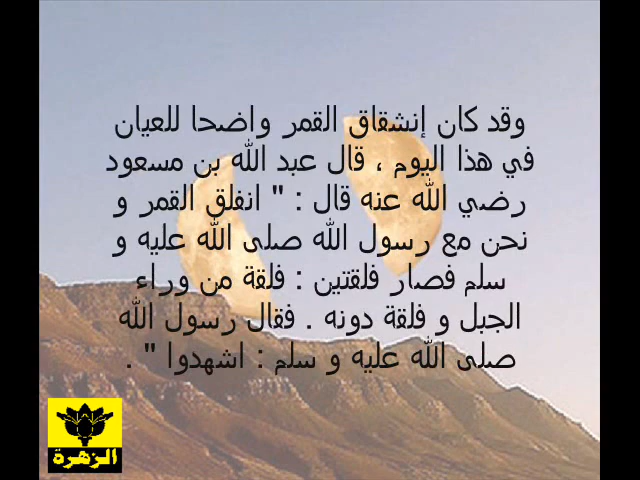 وقد كان إنشقاق القمر واضحا للعيان
في هذا اليوم ، قال عبد الله بن مسعود
رضي الله عنه قال : " انفلق القمر و
نحن مع رسول الله صلى الله عليه و
سلم فصار فلقتين : فلقة من وراء
الجبل و فلقة دونه . فقال رسول الله
صلى الله عليه و سلم : اشهدوا " .
الزهرة